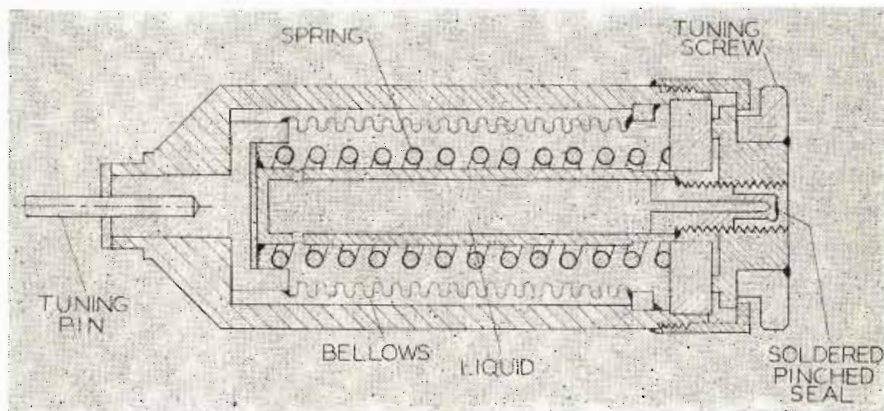 SPRING
TUNING
SCREW
TUNING
PIN
BELLOWS
LIQUID
SOLDERED
PINCHED
SEAL